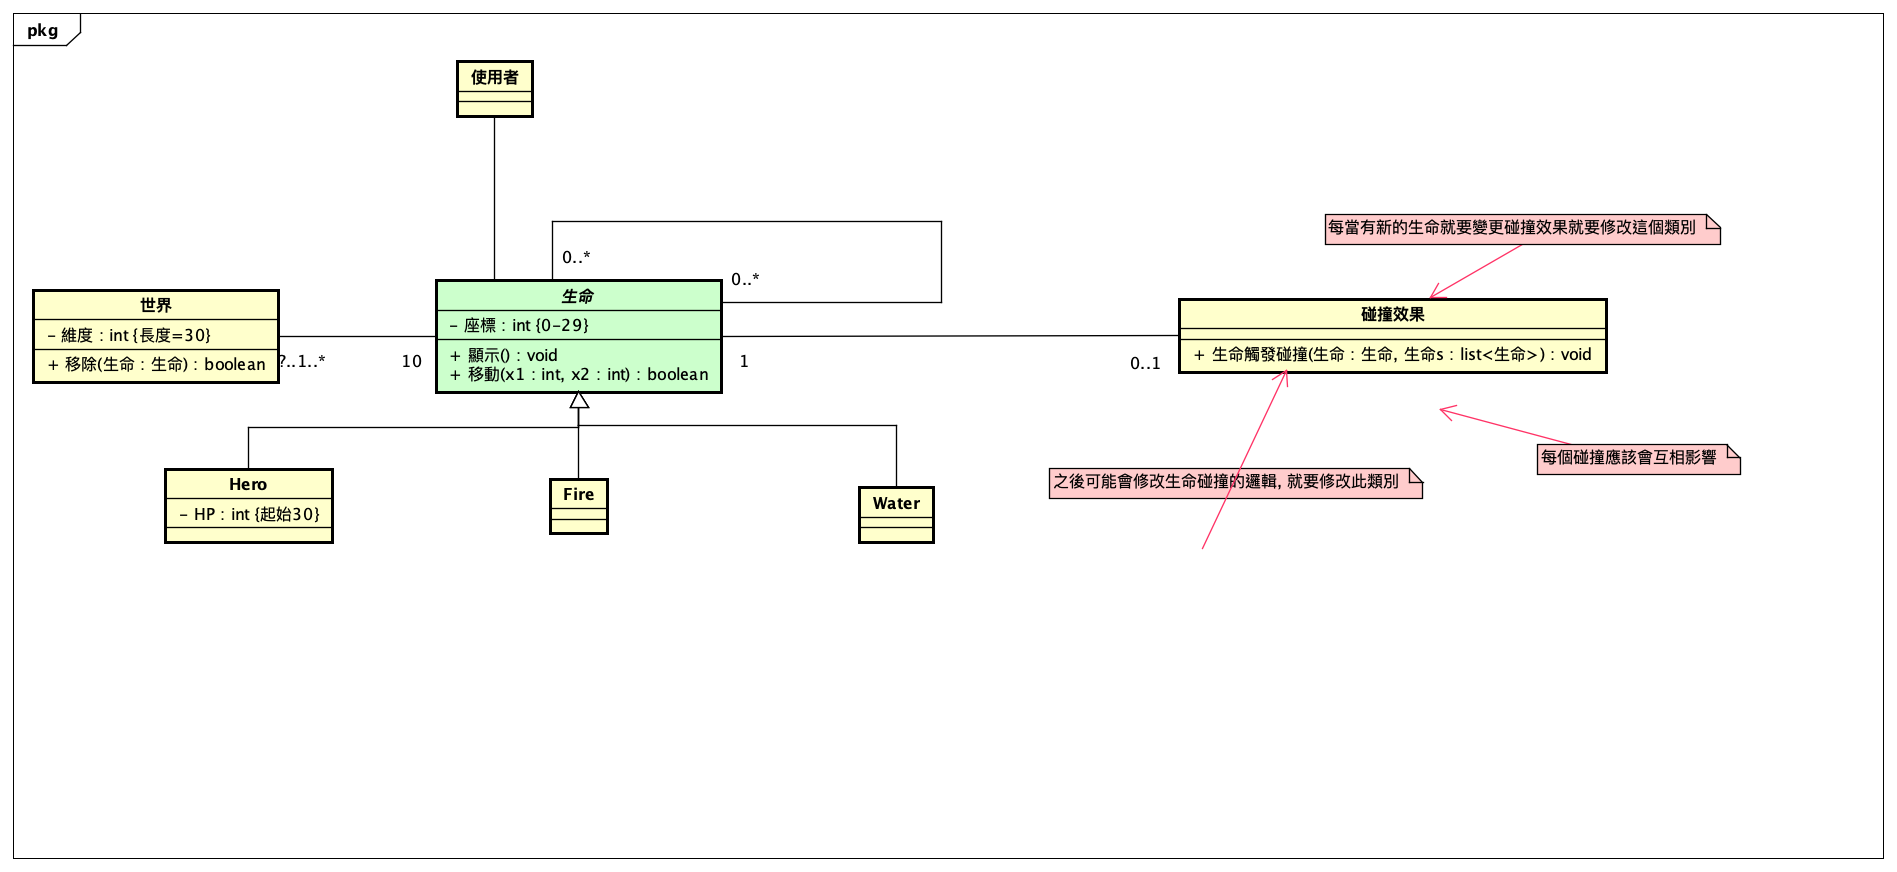 pkg
使用者
每當有新的生命就要變更碰撞效果就要修改這個類別
0..*
0..*
世界
- 維度 : int {長度=30}
+ 移除(生命 : 生命) : boolean
?..1..*
10
生命
- 座標 : int {0-29}
+ 顯示() : void
+ 移動(x1 : int, x2 : int) : boolean
1
0..1
碰撞效果
+ 生命觸發碰撞(生命 : 生命, 生命s : list<生命>) : void
每個碰撞應該會互相影響
之後可能會修改生命碰撞的邏輯, 就要修改此類別
Hero
- HP : int {起始30}
Fire
Water